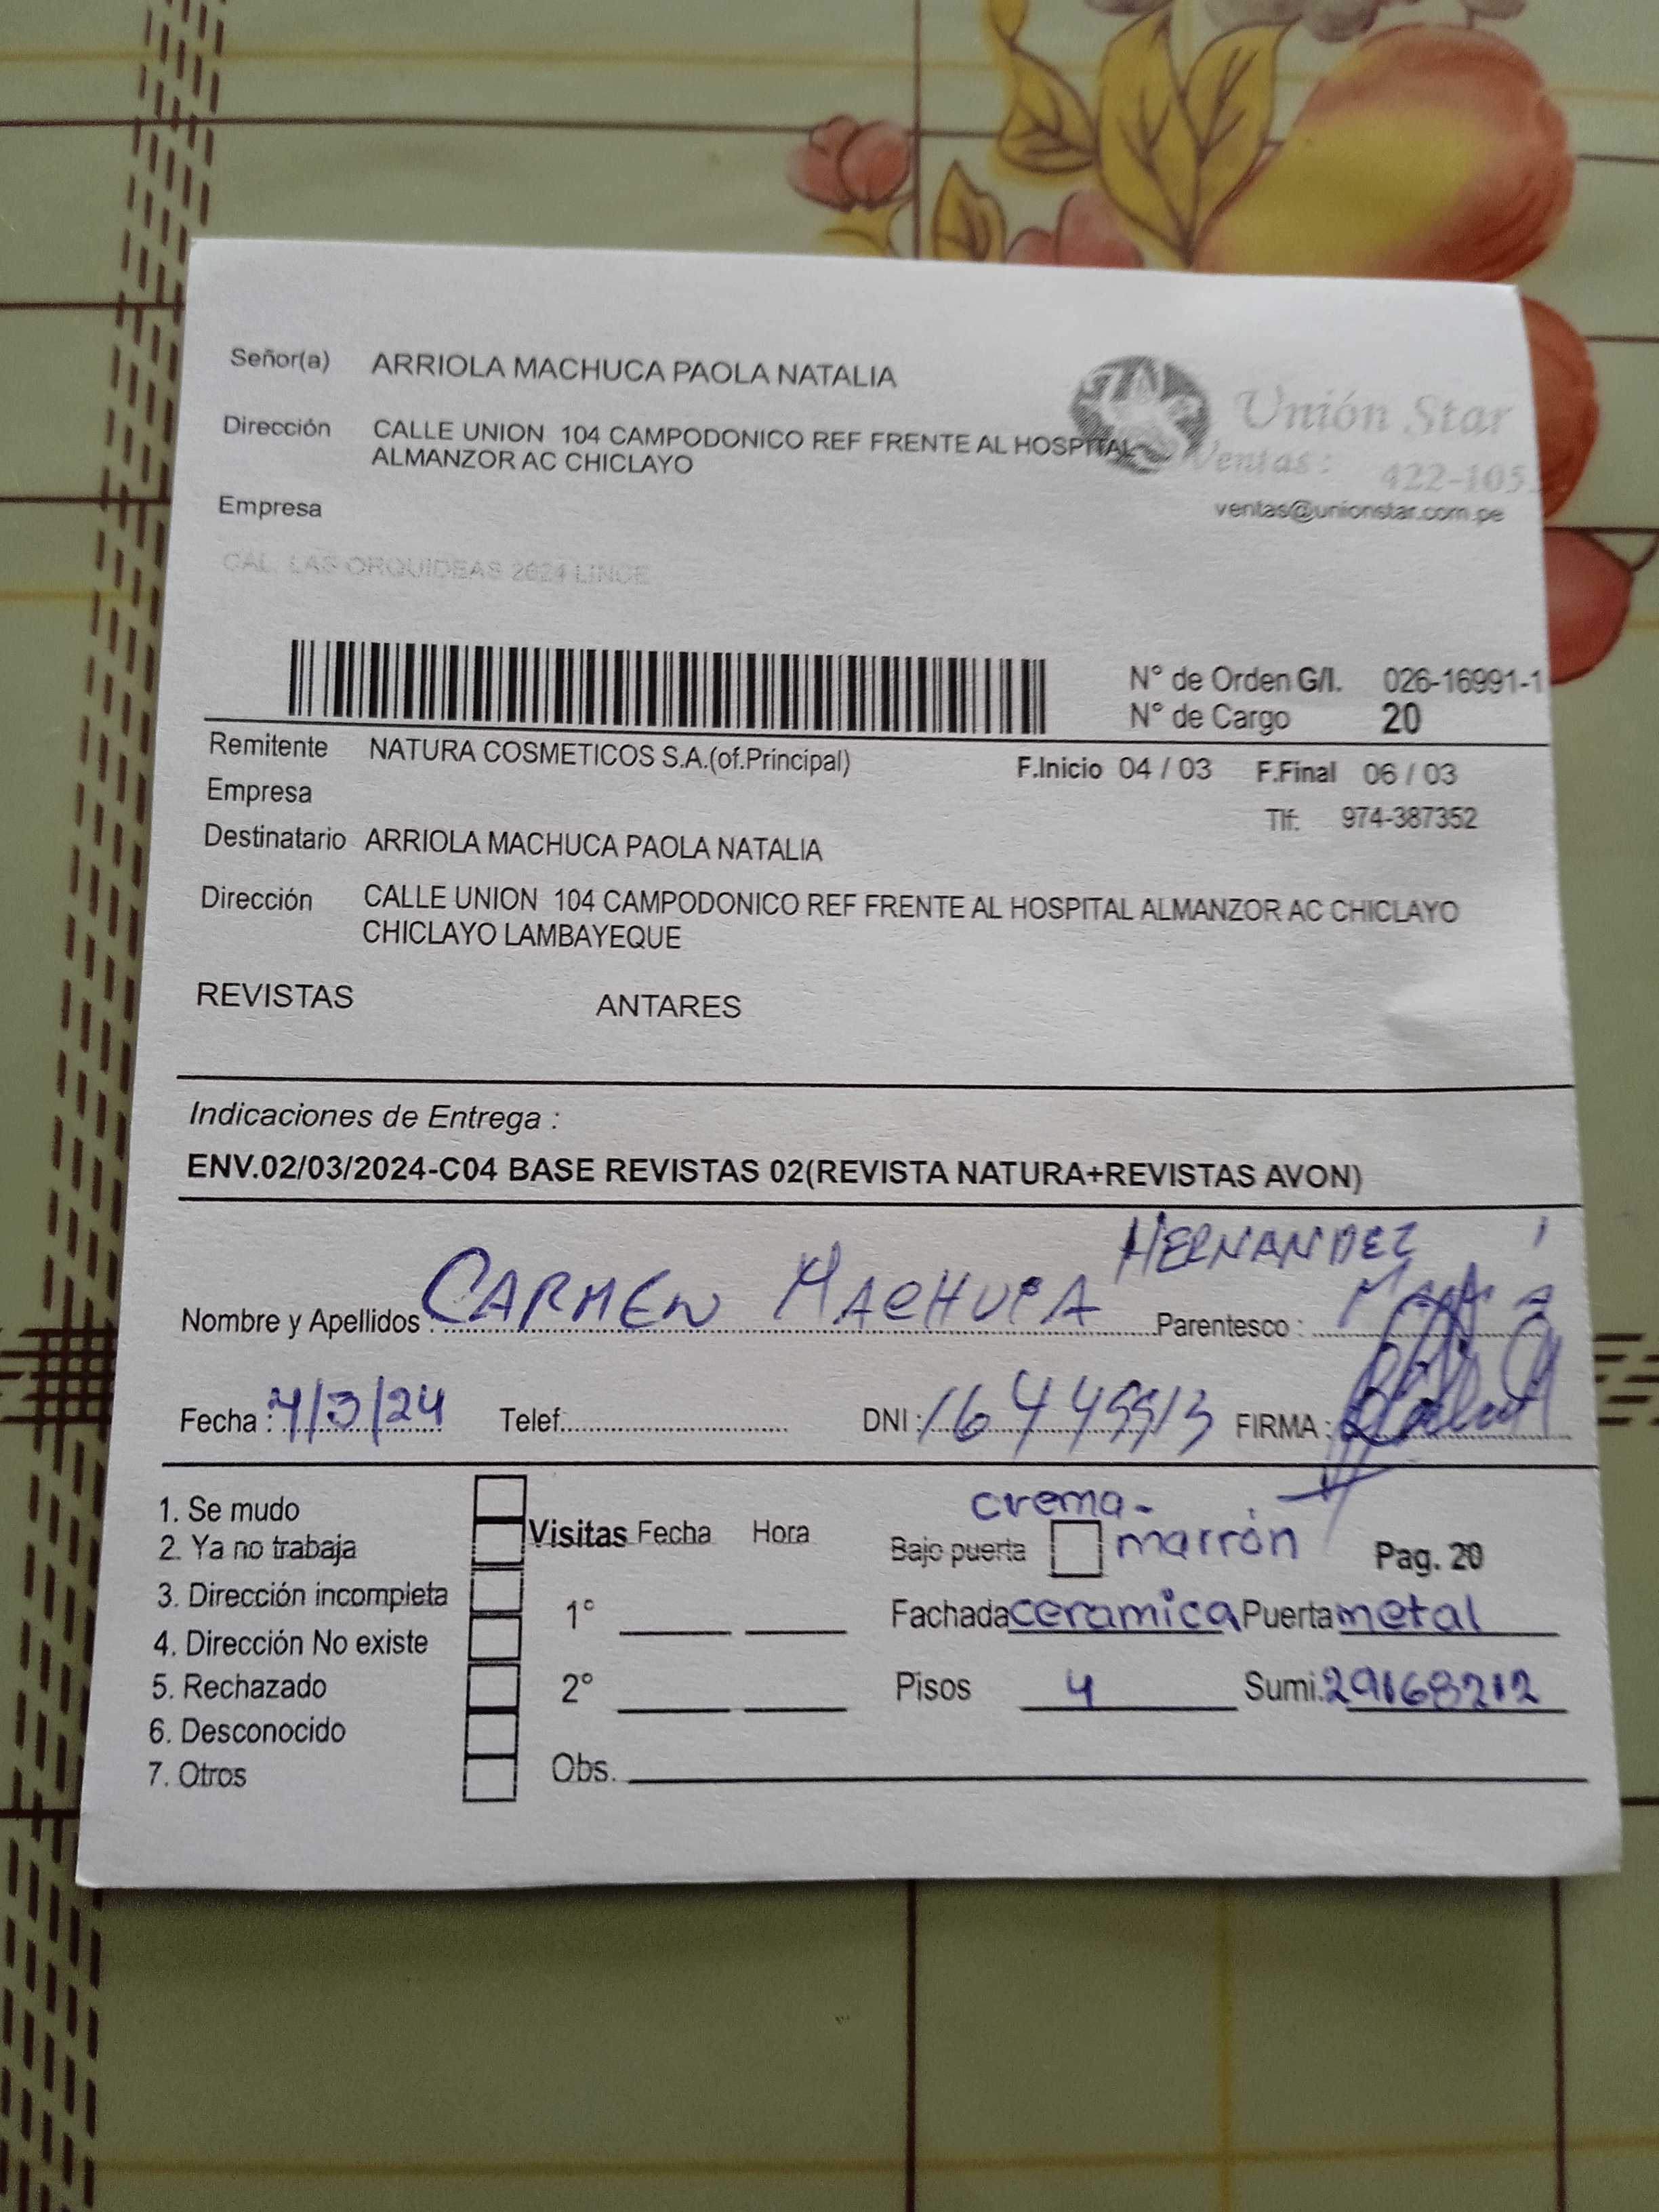 Señor(a) ARRIOLA MACHUCA PAOLA NATALIA
Unión Star
Dirección CALLE UNION 104 CAMPODONICO REF FRENTE AL HOSPITAL
ALMANZOR AC CHICLAYO
Ventas: 422-105
Empresa
ventas@unionstar.com.pe
CAL. LAS ORQUIDEAS 2624 LINCE
N° de Orden G/I. 026-16991-1
N° de Cargo 20
Remitente NATURA COSMETICOS S.A.(of.Principal)
F.Inicio 04 / 03 F.Final 06 / 03
Empresa
Tlf: 974-387352
Destinatario ARRIOLA MACHUCA PAOLA NATALIA
Dirección CALLE UNION 104 CAMPODONICO REF FRENTE AL HOSPITAL ALMANZOR AC CHICLAYO
CHICLAYO LAMBAYEQUE
REVISTAS ANTARES
Indicaciones de Entrega :
ENV.02/03/2024-C04 BASE REVISTAS 02(REVISTA NATURA+REVISTAS AVON)
HERNANDEZ
Nombre y Apellidos : CARMEN MACHUCA Parentesco :
Fecha : 4/3/24 Telef. DNI : FIRMA :
crema-
1. Se mudo
2. Ya no trabaja
Visitas Fecha Hora
Bajo puerta marrón Pag. 20
3. Dirección incompleta
1° Fachada ceramica Puerta metal
4. Dirección No existe
5. Rechazado
2° Pisos 4 Sumi. 29168212
6. Desconocido
7. Otros
Obs.